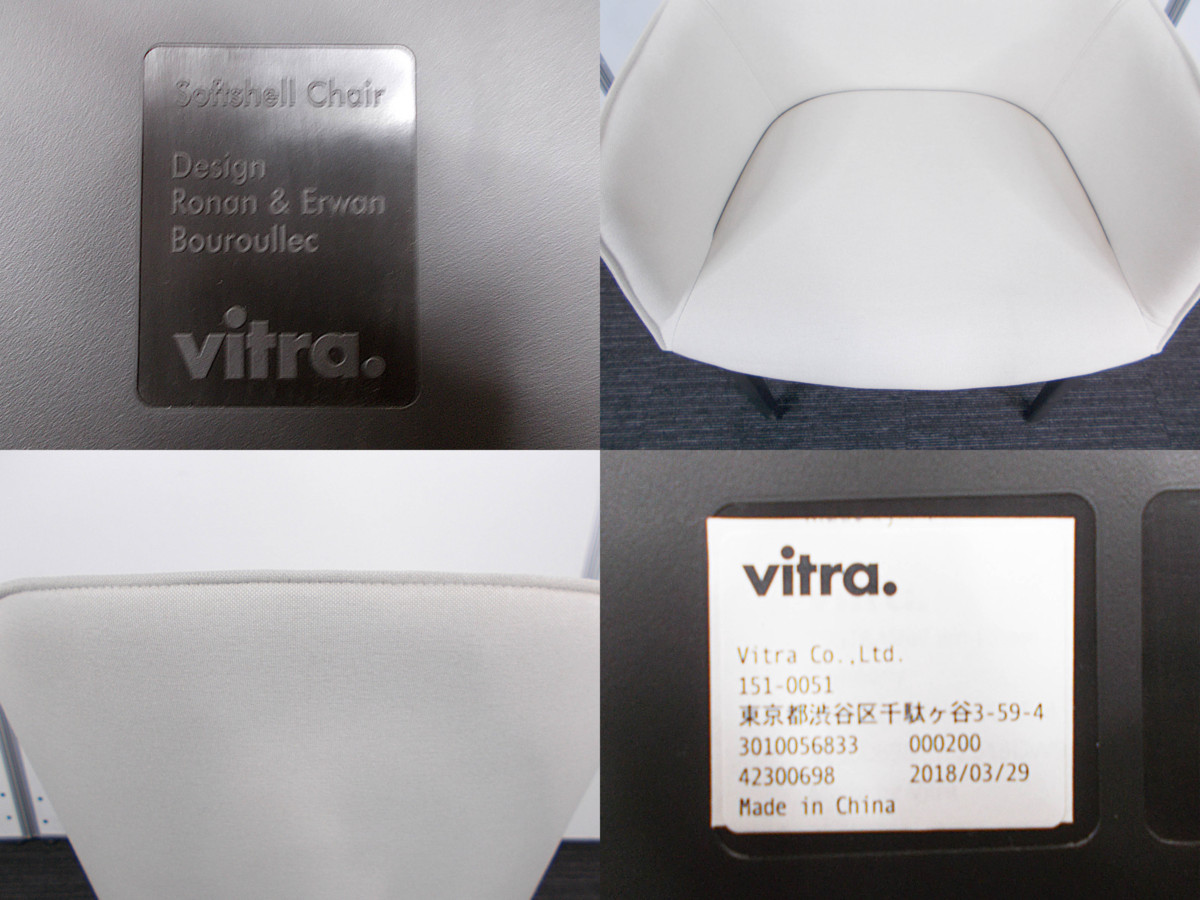 Softshell Chair
Design
Ronan & Erwan
Bouroullec
vitra.
vitra.
Vitra Co.,Ltd.
151-0051
東京都渋谷区千駄ヶ谷3-59-4
3010056833 000200
42300698 2018/03/29
Made in China